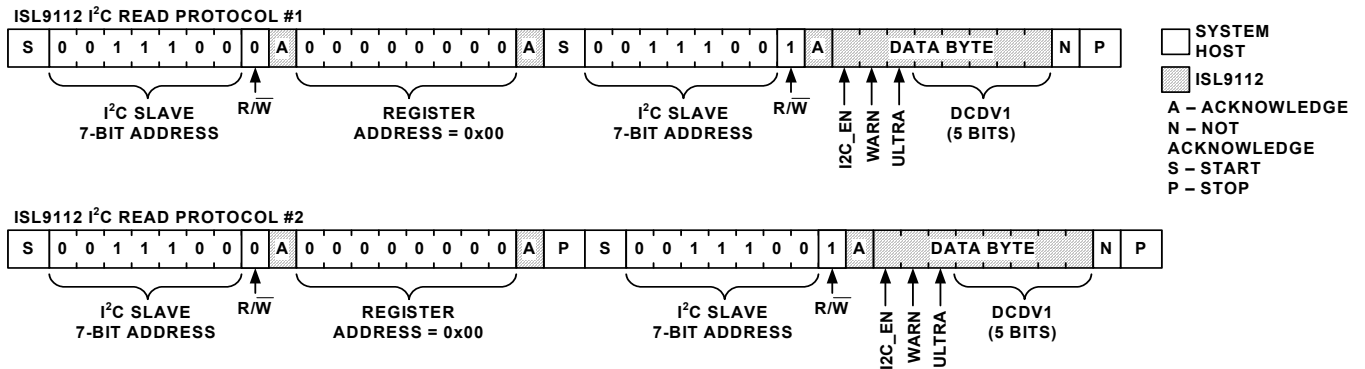 ISL9112 I²C READ PROTOCOL #1
S 0 0 1 1 1 0 0 0 A 0 0 0 0 0 0 0 0 A S 0 0 1 1 1 0 0 1 A DATA BYTE N P
I²C SLAVE
7-BIT ADDRESS
R/W̅
REGISTER
ADDRESS = 0x00
I²C SLAVE
7-BIT ADDRESS
R/W̅
I2C_EN
WARN
ULTRA
DCDV1
(5 BITS)
SYSTEM
HOST
ISL9112
A – ACKNOWLEDGE
N – NOT
ACKNOWLEDGE
S – START
P – STOP
ISL9112 I²C READ PROTOCOL #2
S 0 0 1 1 1 0 0 0 A 0 0 0 0 0 0 0 0 A P S 0 0 1 1 1 0 0 1 A DATA BYTE N P
I²C SLAVE
7-BIT ADDRESS
R/W̅
REGISTER
ADDRESS = 0x00
I²C SLAVE
7-BIT ADDRESS
R/W̅
I2C_EN
WARN
ULTRA
DCDV1
(5 BITS)